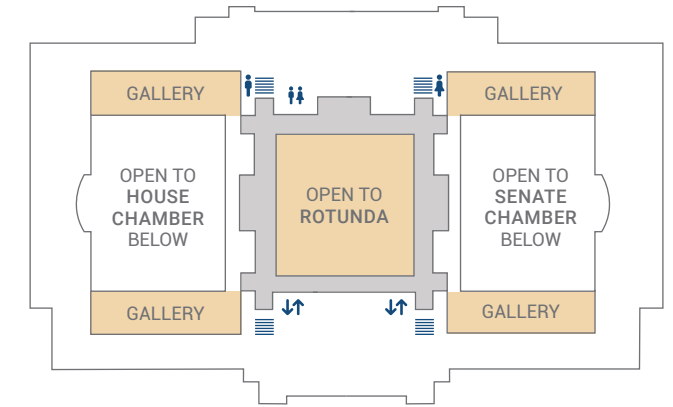 GALLERY
GALLERY
OPEN TO
HOUSE
CHAMBER
BELOW
OPEN TO
ROTUNDA
OPEN TO
SENATE
CHAMBER
BELOW
GALLERY
GALLERY